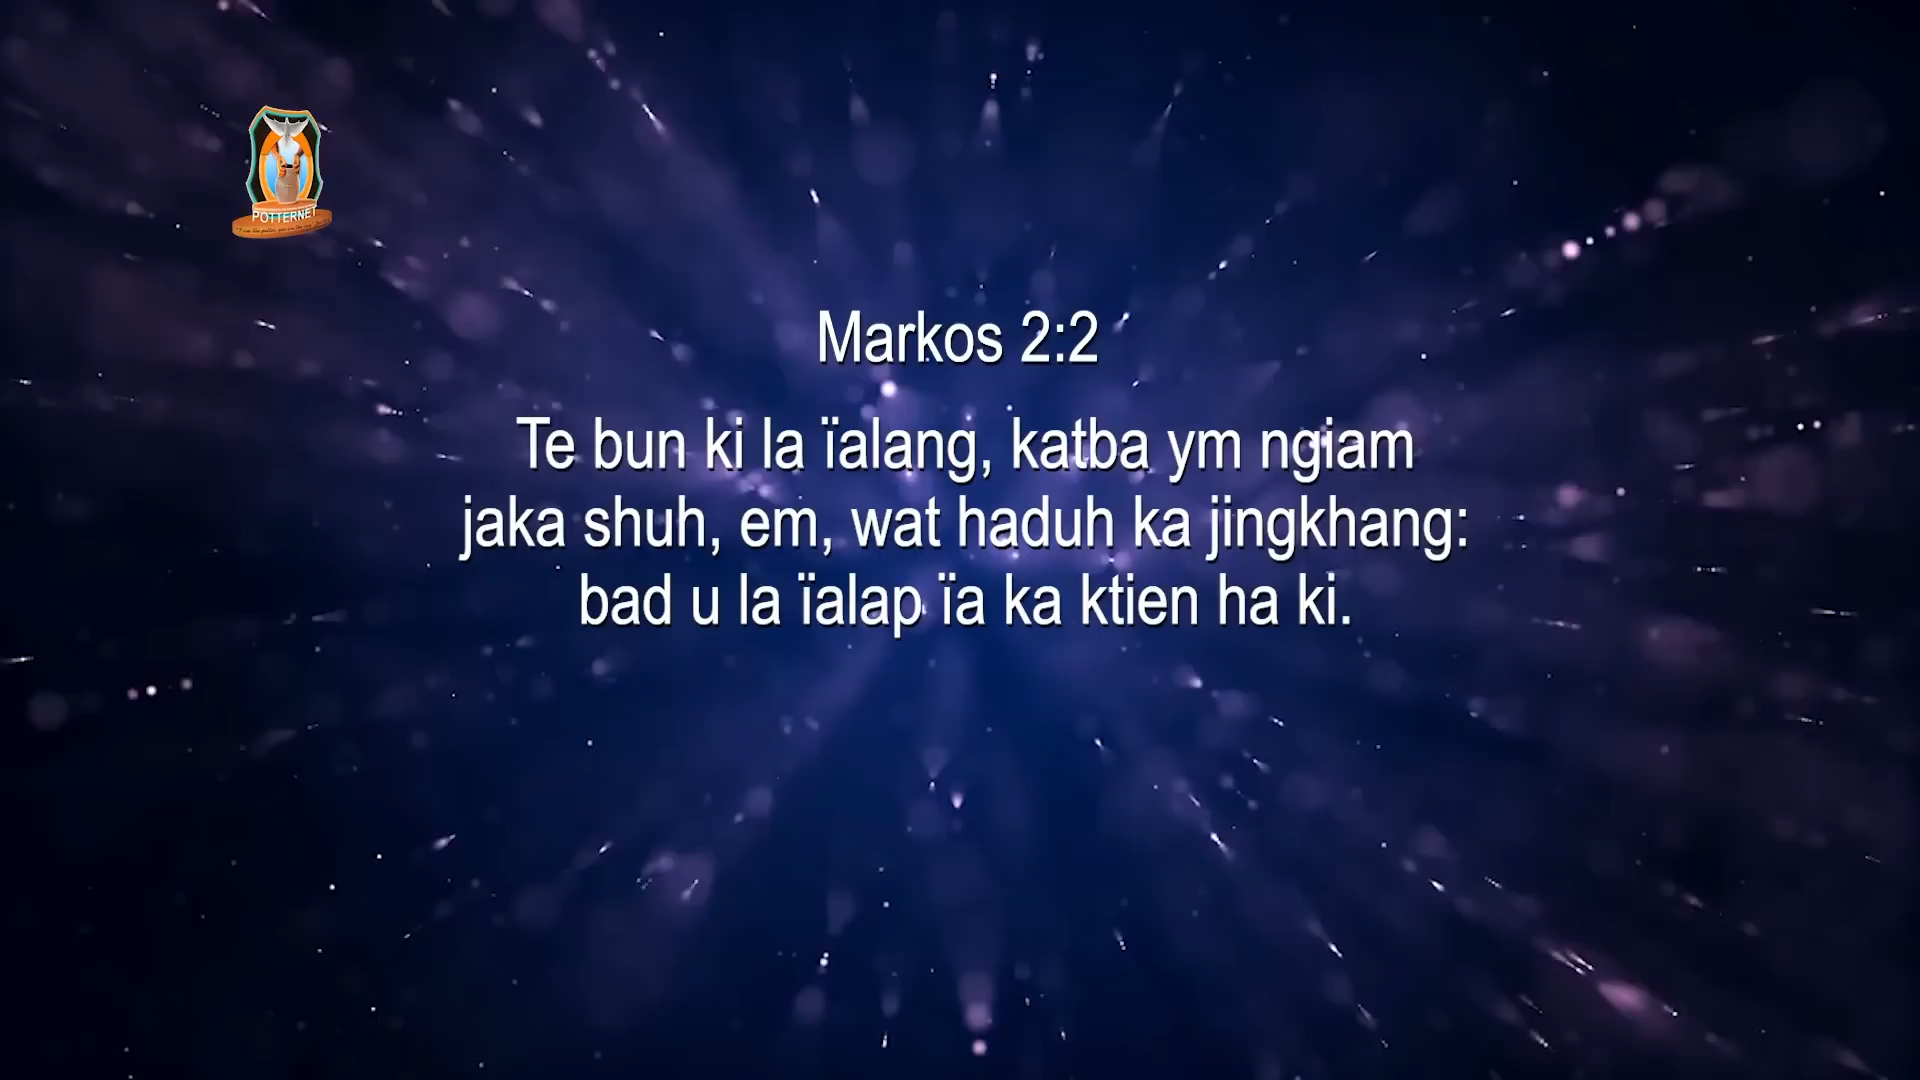 POTTERNET
Markos 2:2
Te bun ki la ïalang, katba ym ngiam
jaka shuh, em, wat haduh ka jingkhang:
bad u la ïalap ïa ka ktien ha ki.